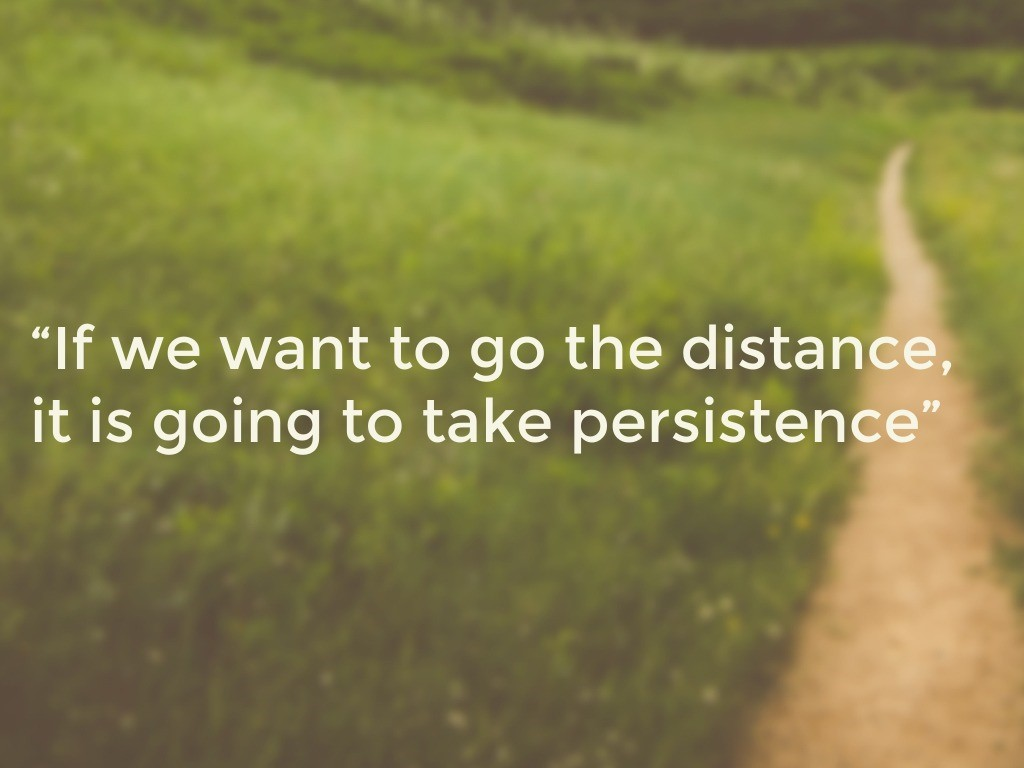 “If we want to go the distance,
it is going to take persistence”